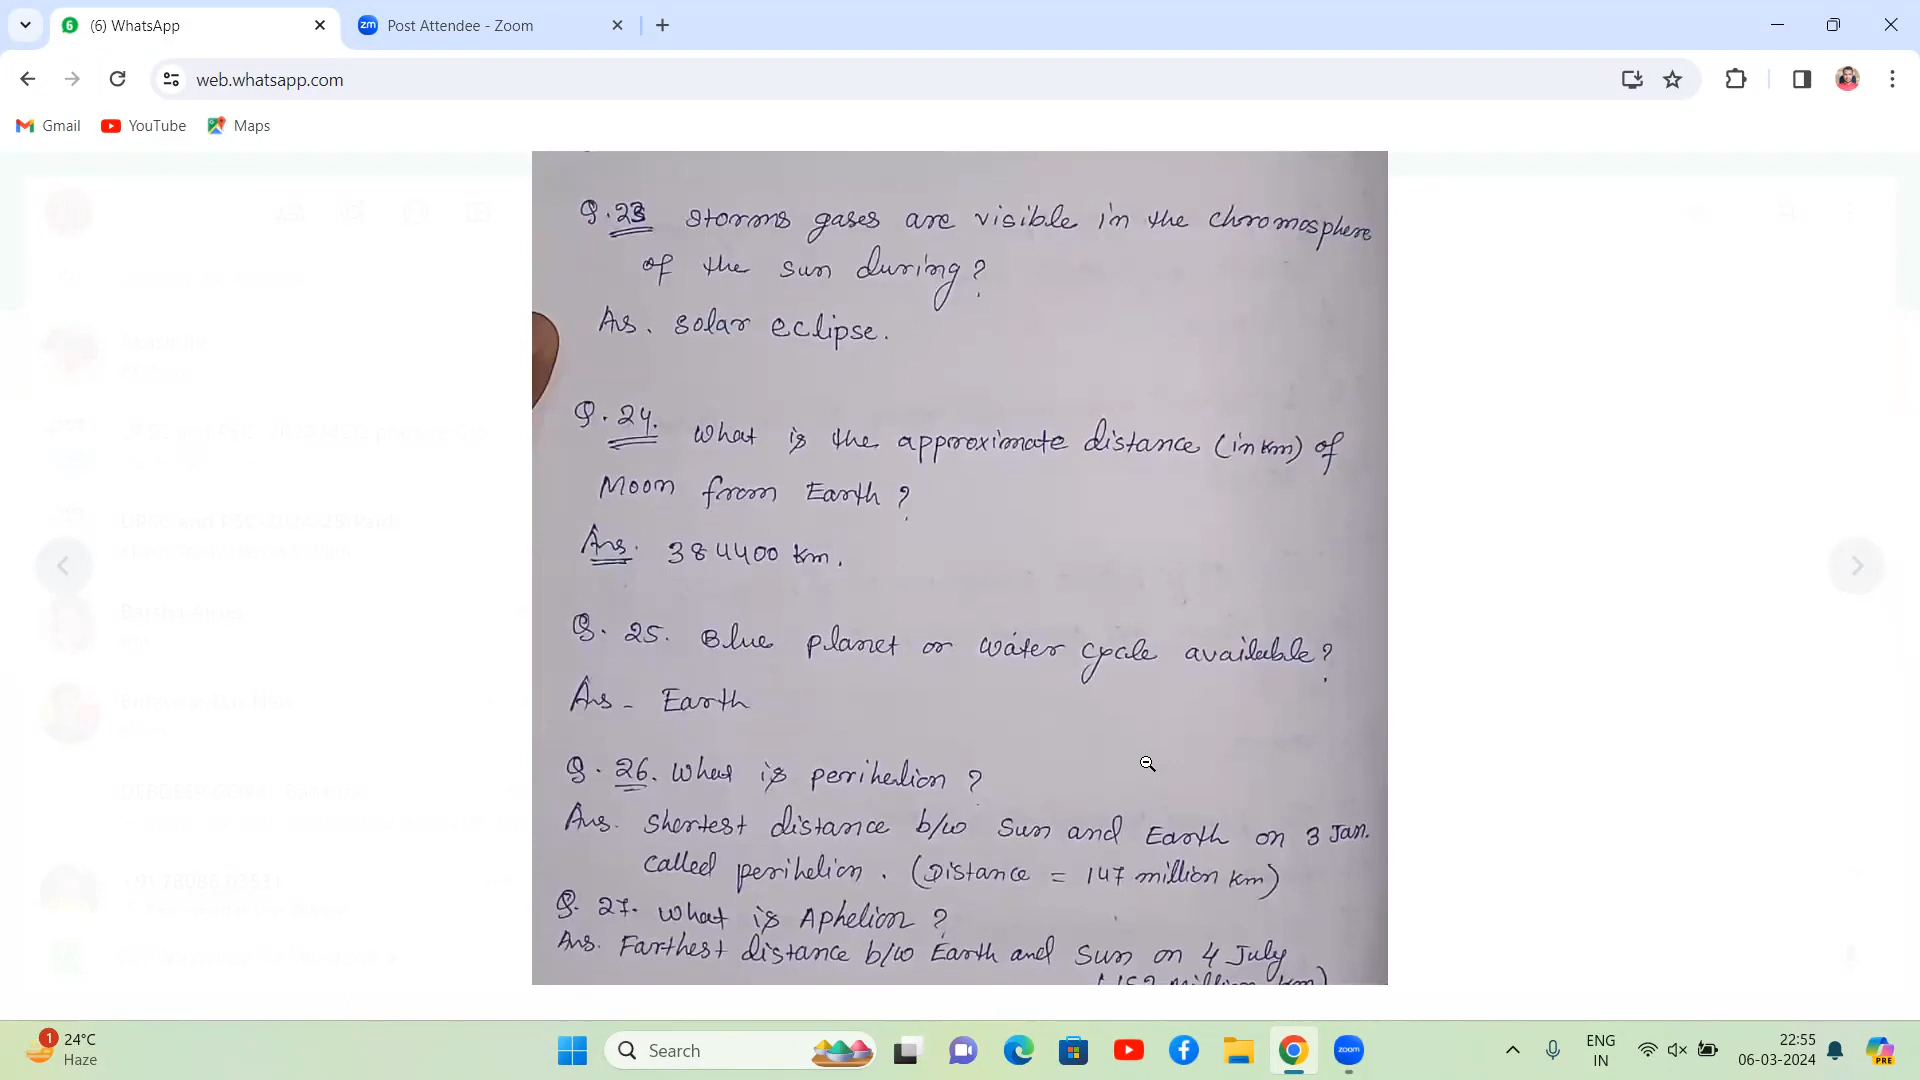 (6) WhatsApp
Post Attendee - Zoom
web.whatsapp.com
Gmail
YouTube
Maps
Q.23 Storms gases are visible in the chromosphere
of the sun during?
As. solar eclipse.
Q.24. What is the approximate distance (in km) of
Moon from Earth?
Ans. 384400 km.
Q. 25. Blue planet or water cycle available?
Ans - Earth
Q. 26. What is perihelion?
Ans. Shortest distance b/w Sun and Earth on 3 Jan.
called perihelion. (Distance = 147 million km)
Q. 27. What is Aphelion?
Ans. Farthest distance b/w Earth and Sun on 4 July
1
24°C
Haze
Search
zoom
ENG
IN
22:55
06-03-2024
PRE